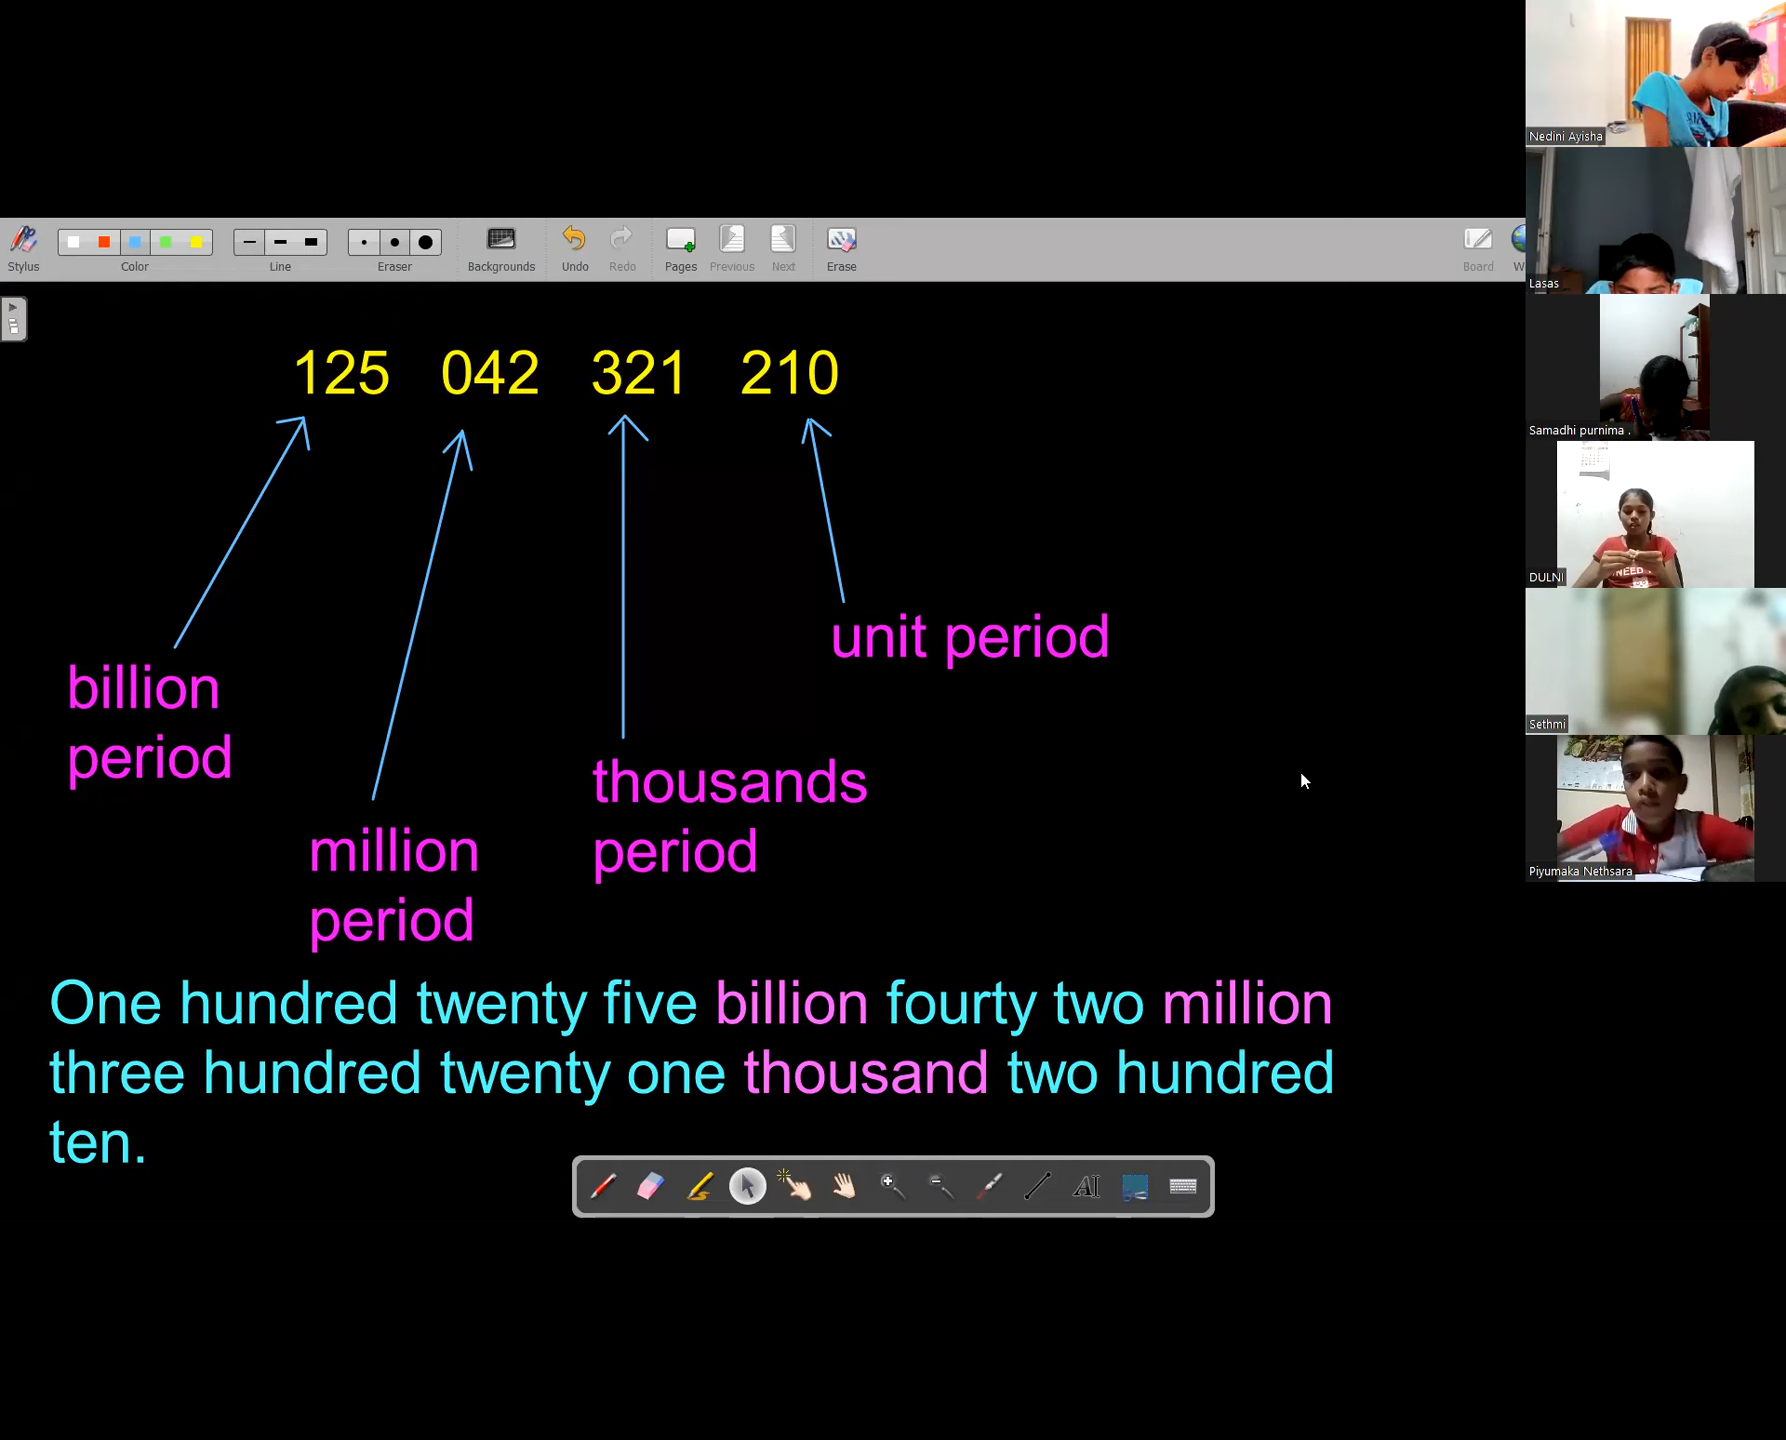 Nedini Ayisha
Lasas
Samadhi purnima .
DULNI
Sethmi
Piyumaka Nethsara
Stylus
Color
Line
Eraser
Backgrounds
Undo
Redo
Pages
Previous
Next
Erase
Board
W
125 042 321 210
unit period
billion
period
thousands
period
million
period
One hundred twenty five billion fourty two million
three hundred twenty one thousand two hundred
ten.